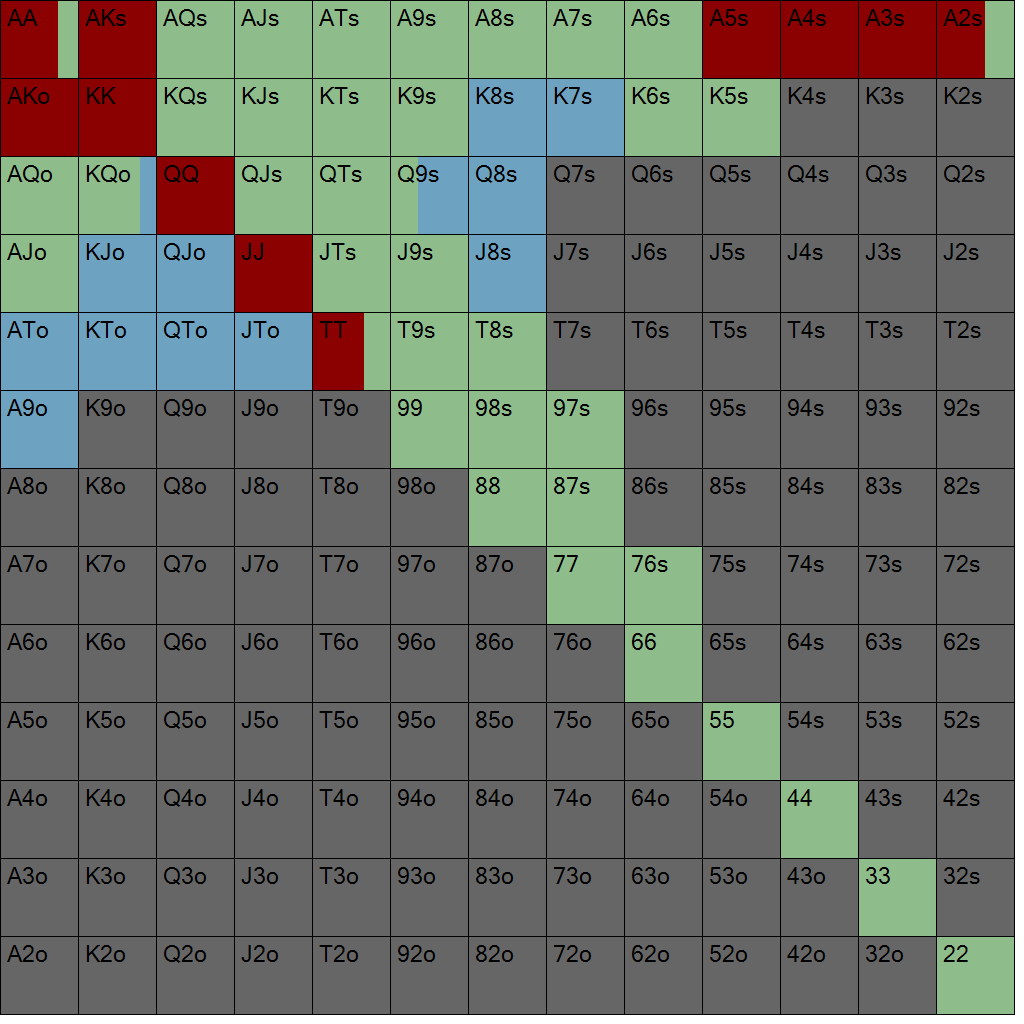 AA AKs AQs AJs ATs A9s A8s A7s A6s A5s A4s A3s A2s
AKo KK KQs KJs KTs K9s K8s K7s K6s K5s K4s K3s K2s
AQo KQo QQ QJs QTs Q9s Q8s Q7s Q6s Q5s Q4s Q3s Q2s
AJo KJo QJo JJ JTs J9s J8s J7s J6s J5s J4s J3s J2s
ATo KTo QTo JTo TT T9s T8s T7s T6s T5s T4s T3s T2s
A9o K9o Q9o J9o T9o 99 98s 97s 96s 95s 94s 93s 92s
A8o K8o Q8o J8o T8o 98o 88 87s 86s 85s 84s 83s 82s
A7o K7o Q7o J7o T7o 97o 87o 77 76s 75s 74s 73s 72s
A6o K6o Q6o J6o T6o 96o 86o 76o 66 65s 64s 63s 62s
A5o K5o Q5o J5o T5o 95o 85o 75o 65o 55 54s 53s 52s
A4o K4o Q4o J4o T4o 94o 84o 74o 64o 54o 44 43s 42s
A3o K3o Q3o J3o T3o 93o 83o 73o 63o 53o 43o 33 32s
A2o K2o Q2o J2o T2o 92o 82o 72o 62o 52o 42o 32o 22